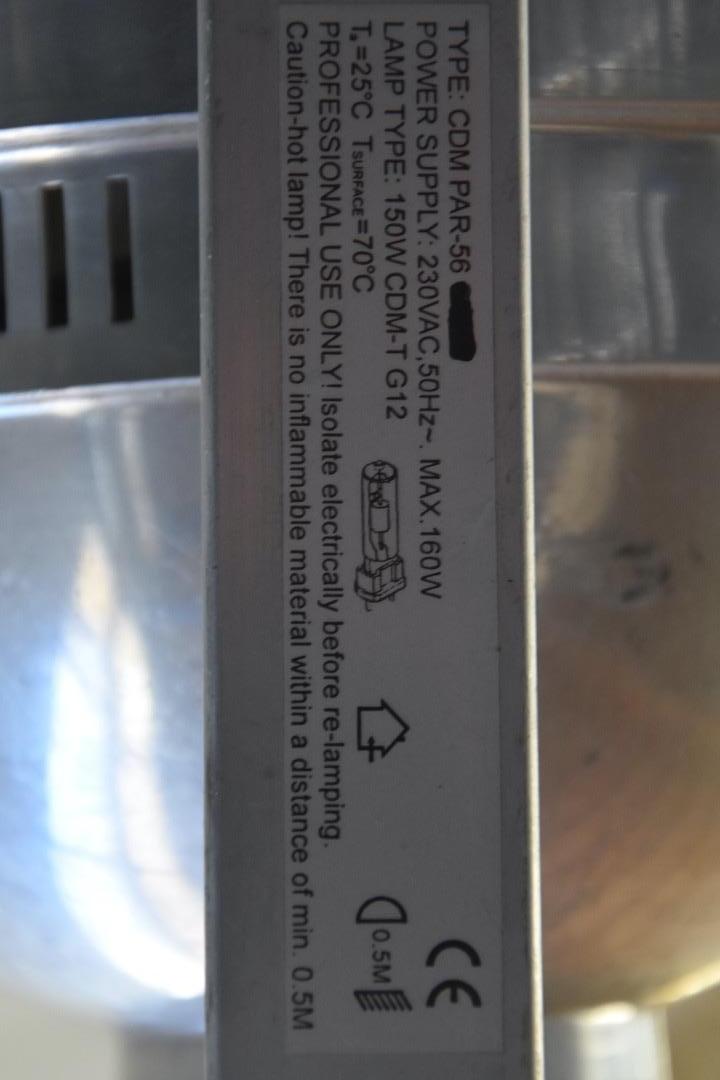 TYPE: CDM PAR-56
POWER SUPPLY: 230VAC,50Hz~. MAX.160W
LAMP TYPE: 150W CDM-T G12
Ta=25°C TSURFACE=70°C
PROFESSIONAL USE ONLY! Isolate electrically before re-lamping.
Caution-hot lamp! There is no inflammable material within a distance of min. 0.5M
CE
0.5M